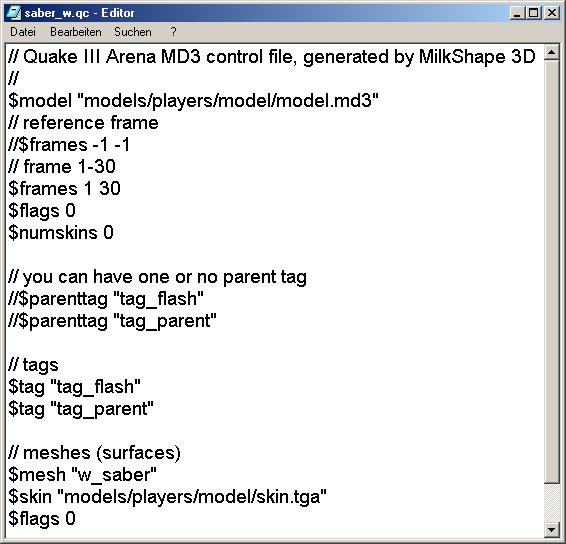 saber_w.qc - Editor
Datei Bearbeiten Suchen ?
// Quake III Arena MD3 control file, generated by MilkShape 3D
//
$model "models/players/model/model.md3"
// reference frame
//$frames -1 -1
// frame 1-30
$frames 1 30
$flags 0
$numskins 0
// you can have one or no parent tag
//$parenttag "tag_flash"
//$parenttag "tag_parent"
// tags
$tag "tag_flash"
$tag "tag_parent"
// meshes (surfaces)
$mesh "w_saber"
$skin "models/players/model/skin.tga"
$flags 0